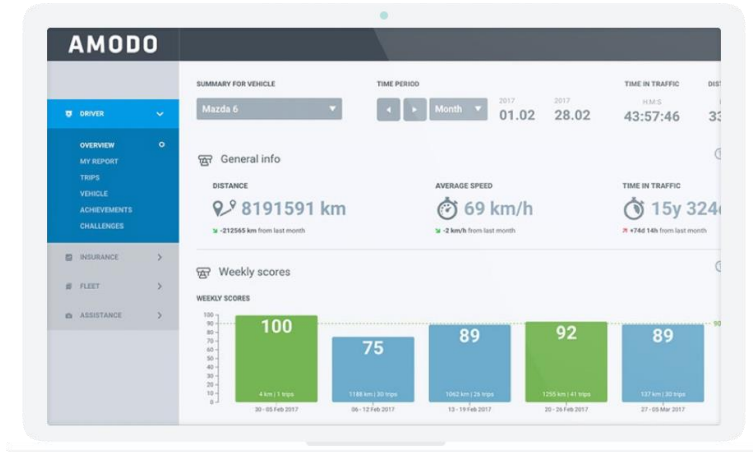 AMODO
SUMMARY FOR VEHICLE
TIME PERIOD
TIME IN TRAFFIC
Mazda 6
Month
2017
01.02
2017
28.02
H:M:S
43:57:46
DRIVER
OVERVIEW
MY REPORT
TRIPS
VEHICLE
ACHIEVEMENTS
CHALLENGES
INSURANCE
FLEET
ASSISTANCE
General info
DISTANCE
AVERAGE SPEED
TIME IN TRAFFIC
8191591 km
69 km/h
15y 324
-212565 km from last month
-2 km/h from last month
+74d 14h from last month
Weekly scores
WEEKLY SCORES
100
90
80
70
60
50
40
30
20
10
0
100
75
89
92
89
90
4 km | 1 trips
1188 km | 30 trips
1062 km | 26 trips
1255 km | 41 trips
137 km | 30 trips
30 - 05 Feb 2017
06 - 12 Feb 2017
13 - 19 Feb 2017
20 - 26 Feb 2017
27 - 05 Mar 2017